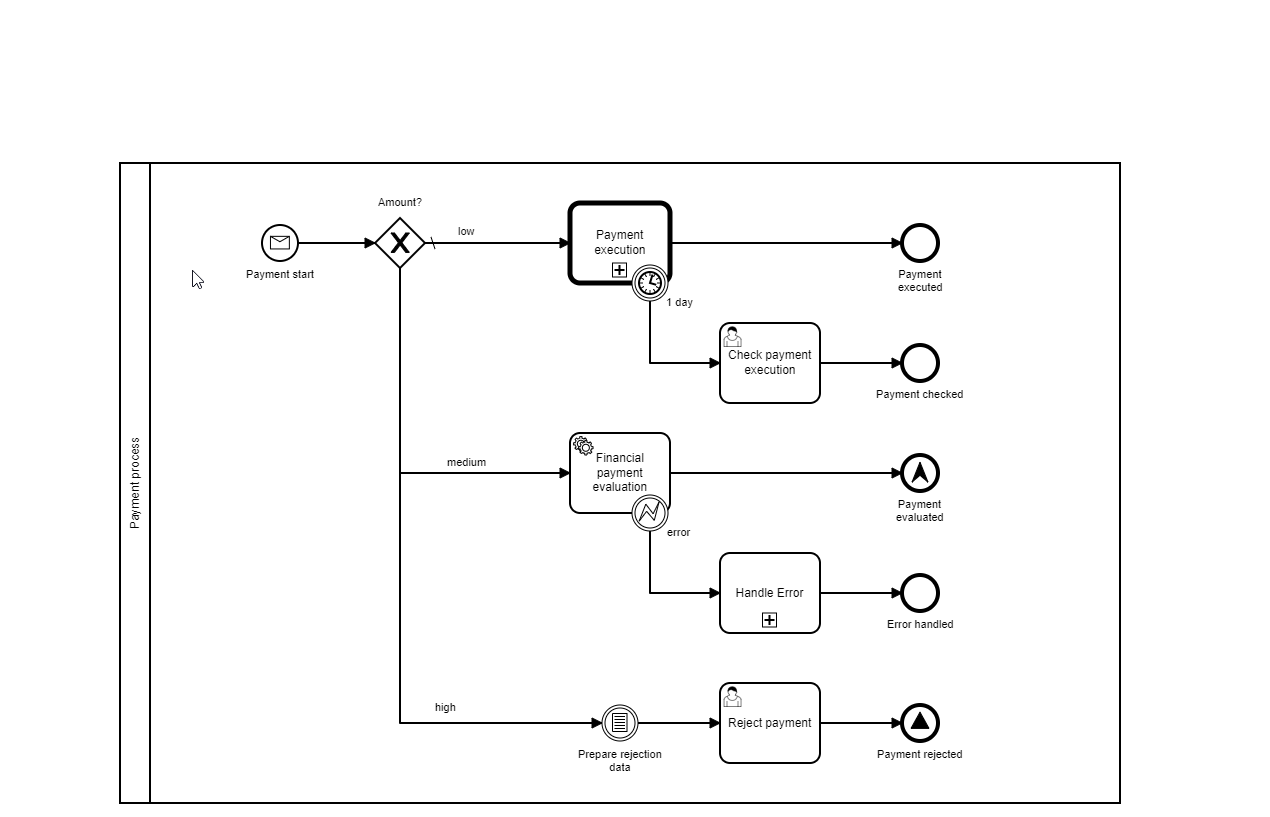 Amount?
low
Payment
execution
Payment start
1 day
Payment
executed
Check payment
execution
Payment checked
Payment process
medium
Financial
payment
evaluation
error
Payment
evaluated
Handle Error
Error handled
high
Prepare rejection
data
Reject payment
Payment rejected